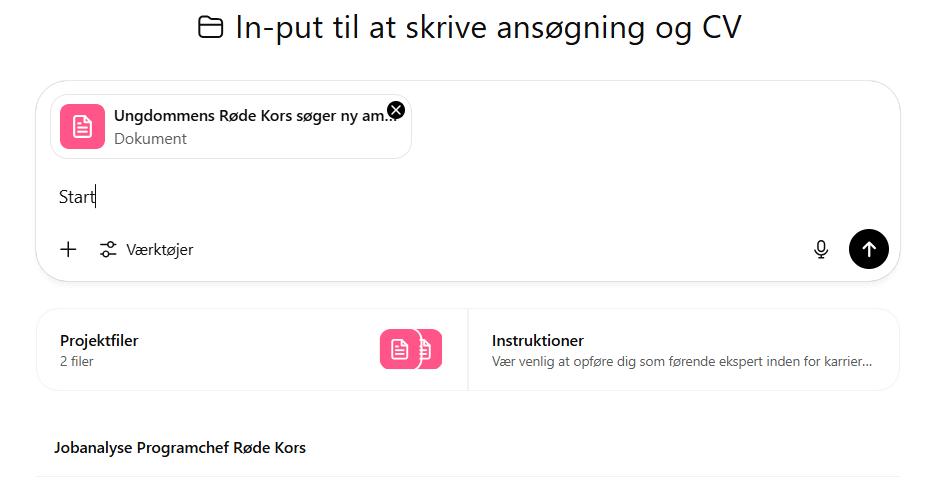 In-put til at skrive ansøgning og CV
Ungdommens Røde Kors søger ny am...
Dokument
Start
Værktøjer
Projektfiler
2 filer
Instruktioner
Vær venlig at opføre dig som førende ekspert inden for karrier...
Jobanalyse Programchef Røde Kors